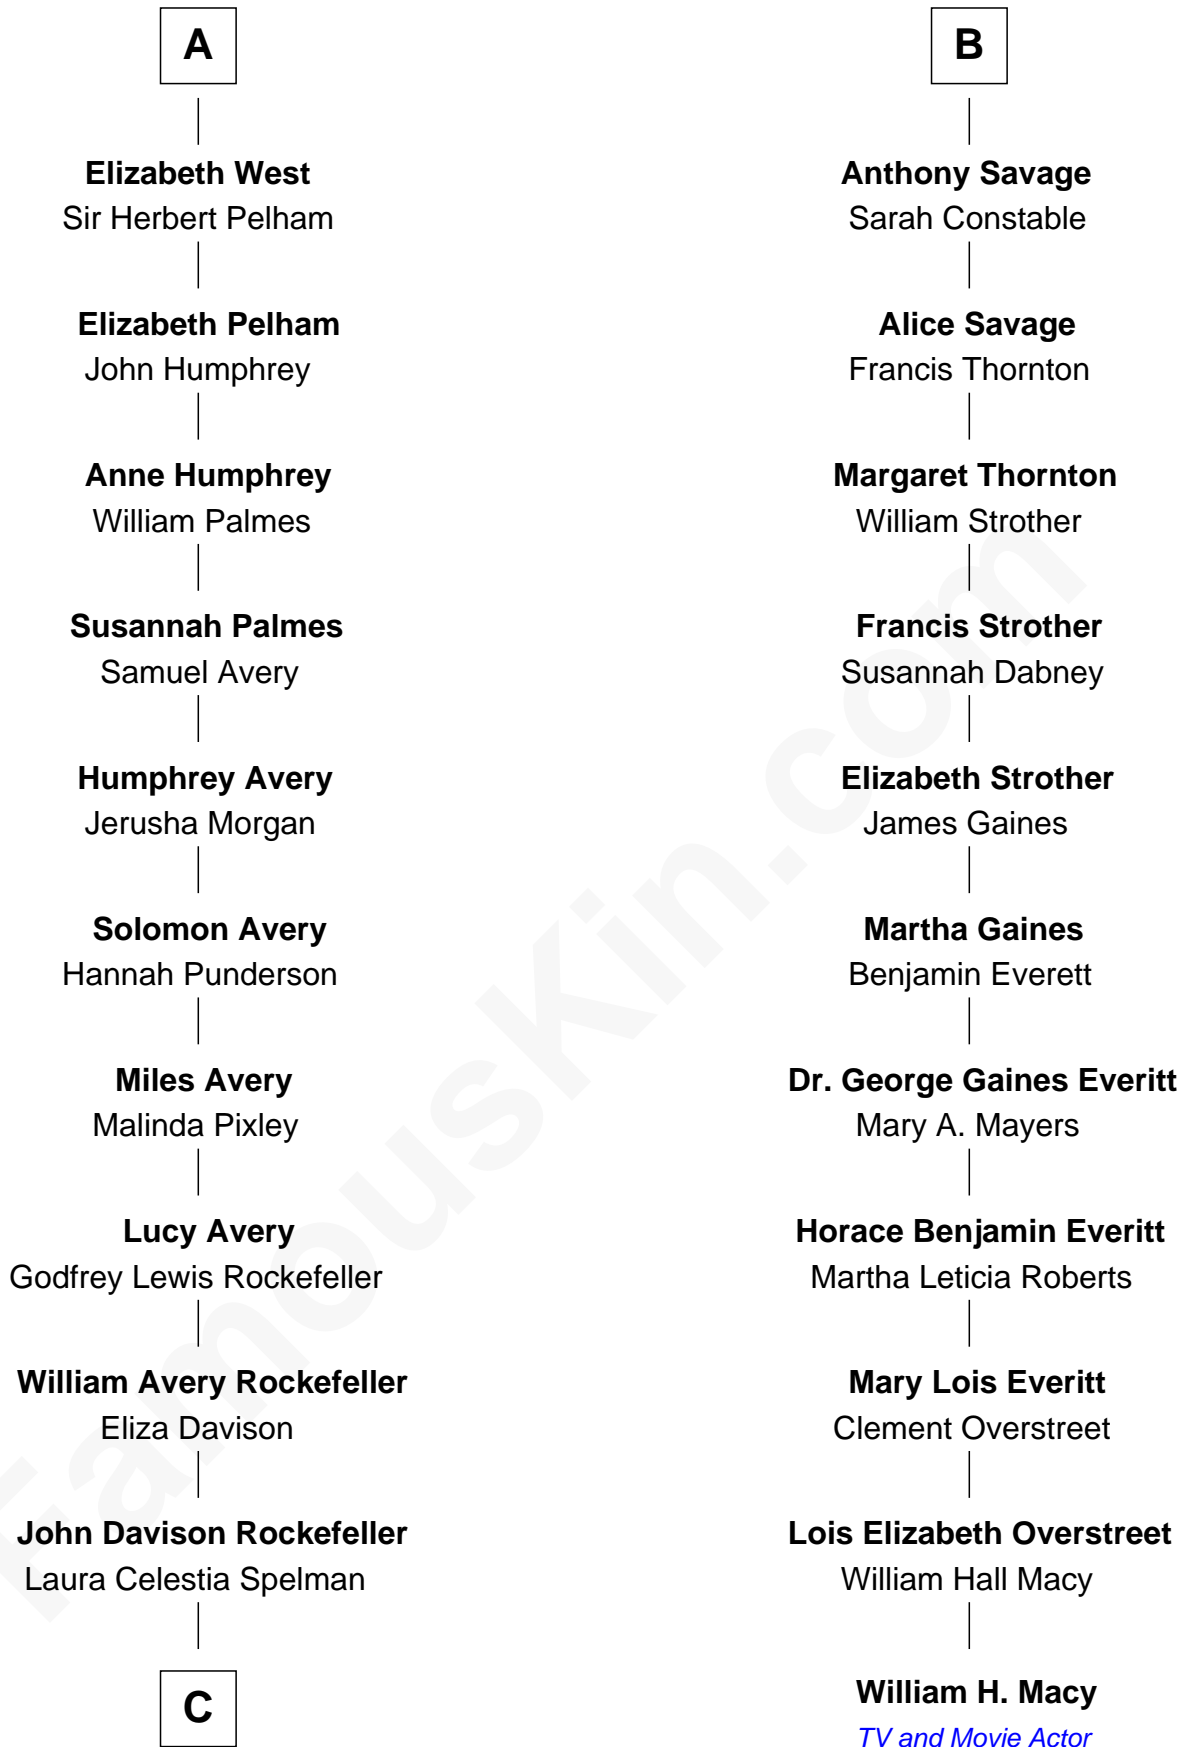 A
Elizabeth West
Sir Herbert Pelham
Elizabeth Pelham
John Humphrey
Anne Humphrey
William Palmes
Susannah Palmes
Samuel Avery
Humphrey Avery
Jerusha Morgan
Solomon Avery
Hannah Punderson
Miles Avery
Malinda Pixley
Lucy Avery
Godfrey Lewis Rockefeller
William Avery Rockefeller
Eliza Davison
John Davison Rockefeller
Laura Celestia Spelman
C
B
Anthony Savage
Sarah Constable
Alice Savage
Francis Thornton
Margaret Thornton
William Strother
Francis Strother
Susannah Dabney
Elizabeth Strother
James Gaines
Martha Gaines
Benjamin Everett
Dr. George Gaines Everitt
Mary A. Mayers
Horace Benjamin Everitt
Martha Leticia Roberts
Mary Lois Everitt
Clement Overstreet
Lois Elizabeth Overstreet
William Hall Macy
William H. Macy
TV and Movie Actor
FamousKin.com